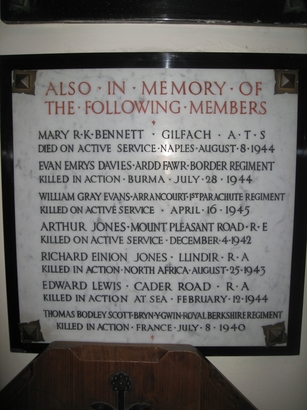 ALSO · IN · MEMORY · OF
THE · FOLLOWING · MEMBERS
MARY R·K·BENNETT · GILFACH · A · T · S
DIED ON ACTIVE SERVICE·NAPLES·AUGUST·8·1944
EVAN EMRYS DAVIES·ARDD FAWR·BORDER REGIMENT
KILLED IN ACTION · BURMA · JULY · 28 · 1944
WILLIAM GRAY EVANS·ARRANCOURT·1ST PARACHUTE REGIMENT
KILLED ON ACTIVE SERVICE · APRIL · 16 · 1945
ARTHUR JONES·MOUNT PLEASANT ROAD·R·E
KILLED ON ACTIVE SERVICE·DECEMBER·4·1942
RICHARD EINION JONES · LLINDIR · R·A
KILLED IN ACTION·NORTH AFRICA·AUGUST·25·1943
EDWARD LEWIS · CADER ROAD · R · A
KILLED IN ACTION AT SEA · FEBRUARY·12·1944
THOMAS BODLEY SCOTT·BRYN·Y·GWIN·ROYAL BERKSHIRE REGIMENT
KILLED IN ACTION · FRANCE·JULY · 8 · 1940